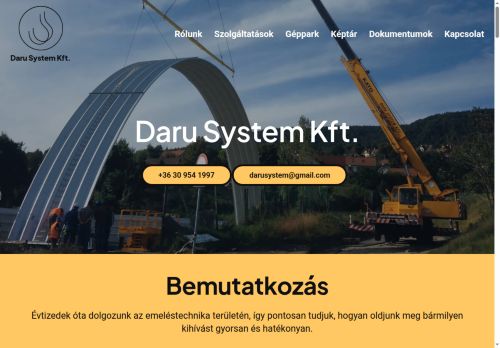 Daru System Kft.
Rólunk Szolgáltatások Géppark Képtár Dokumentumok Kapcsolat
Daru System Kft.
+36 30 954 1997 darusystem@gmail.com
Bemutatkozás
Évtizedek óta dolgozunk az emeléstechnika területén, így pontosan tudjuk, hogyan oldjunk meg bármilyen
kihívást gyorsan és hatékonyan.